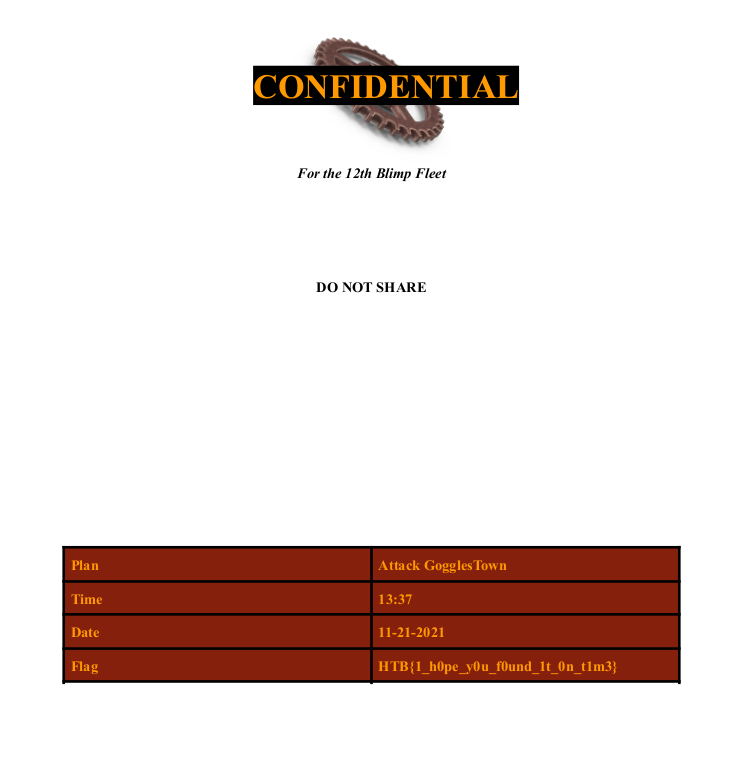 CONFIDENTIAL
For the 12th Blimp Fleet
DO NOT SHARE
Plan Attack GogglesTown
Time 13:37
Date 11-21-2021
Flag HTB{1_h0pe_y0u_f0und_1t_0n_t1m3}